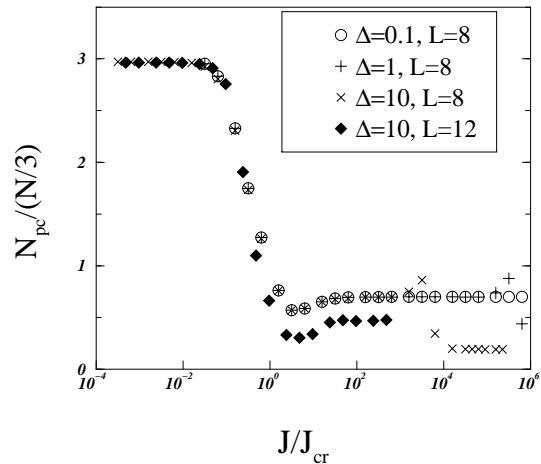 ○ Δ=0.1, L=8
+ Δ=1, L=8
× Δ=10, L=8
◆ Δ=10, L=12
N_pc/(N/3)
3
2
1
0
10^−4 10^−2 10^0 10^2 10^4 10^6
J/J_cr